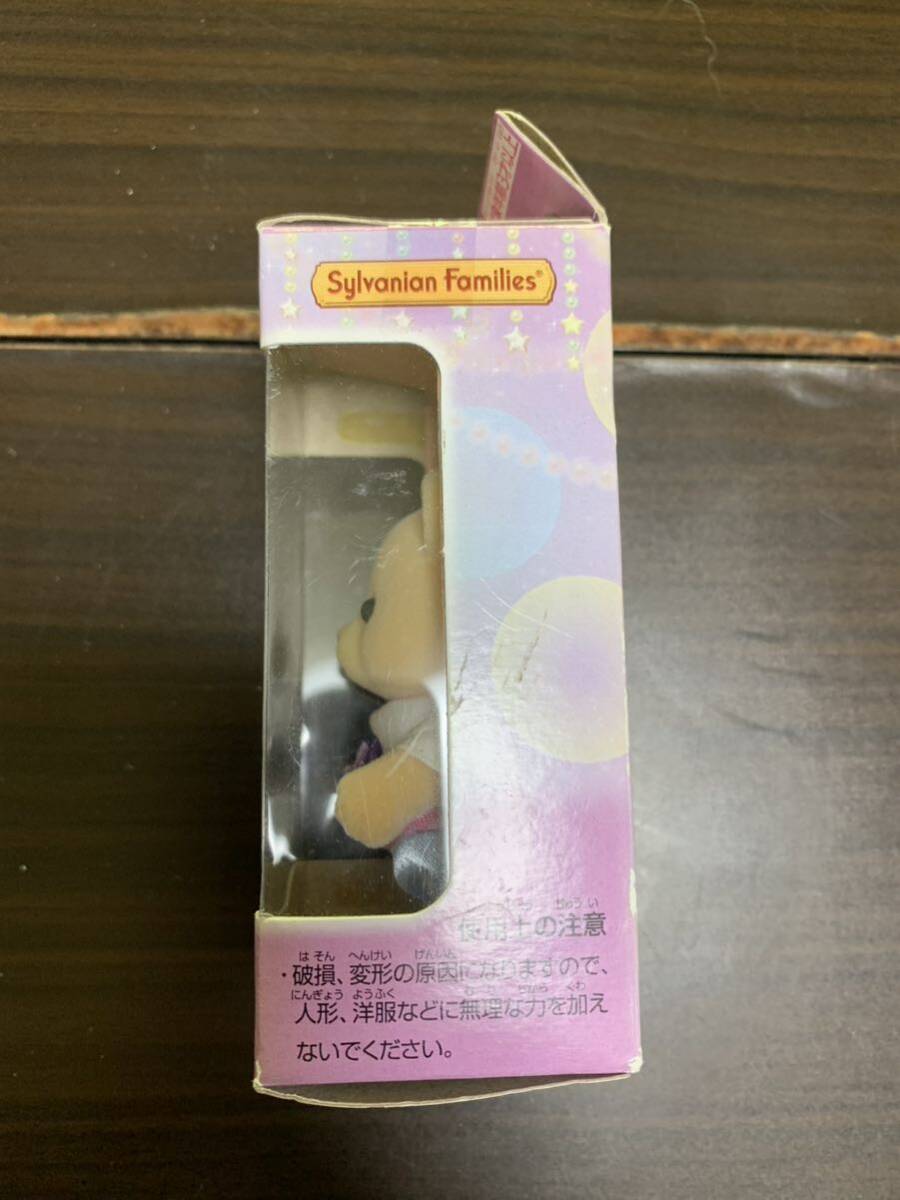 Sylvanian Families®
使用上の注意
・破損、変形の原因になりますので、
人形、洋服などに無理な力を加え
ないでください。